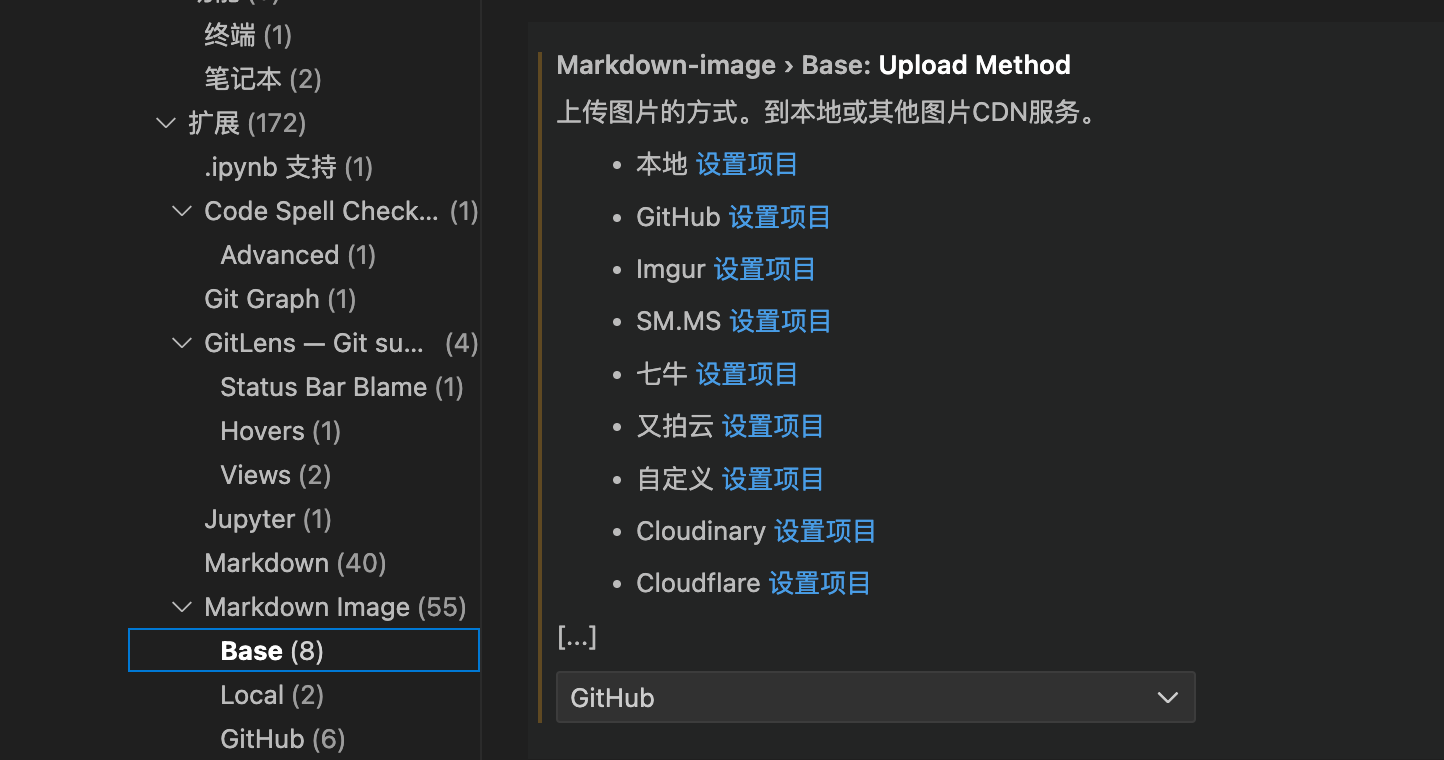 终端 (1)
笔记本 (2)
扩展 (172)
.ipynb 支持 (1)
Code Spell Check... (1)
Advanced (1)
Git Graph (1)
GitLens — Git su... (4)
Status Bar Blame (1)
Hovers (1)
Views (2)
Jupyter (1)
Markdown (40)
Markdown Image (55)
Base (8)
Local (2)
GitHub (6)
Markdown-image › Base: Upload Method
上传图片的方式。到本地或其他图片CDN服务。
• 本地 设置项目
• GitHub 设置项目
• Imgur 设置项目
• SM.MS 设置项目
• 七牛 设置项目
• 又拍云 设置项目
• 自定义 设置项目
• Cloudinary 设置项目
• Cloudflare 设置项目
[...]
GitHub